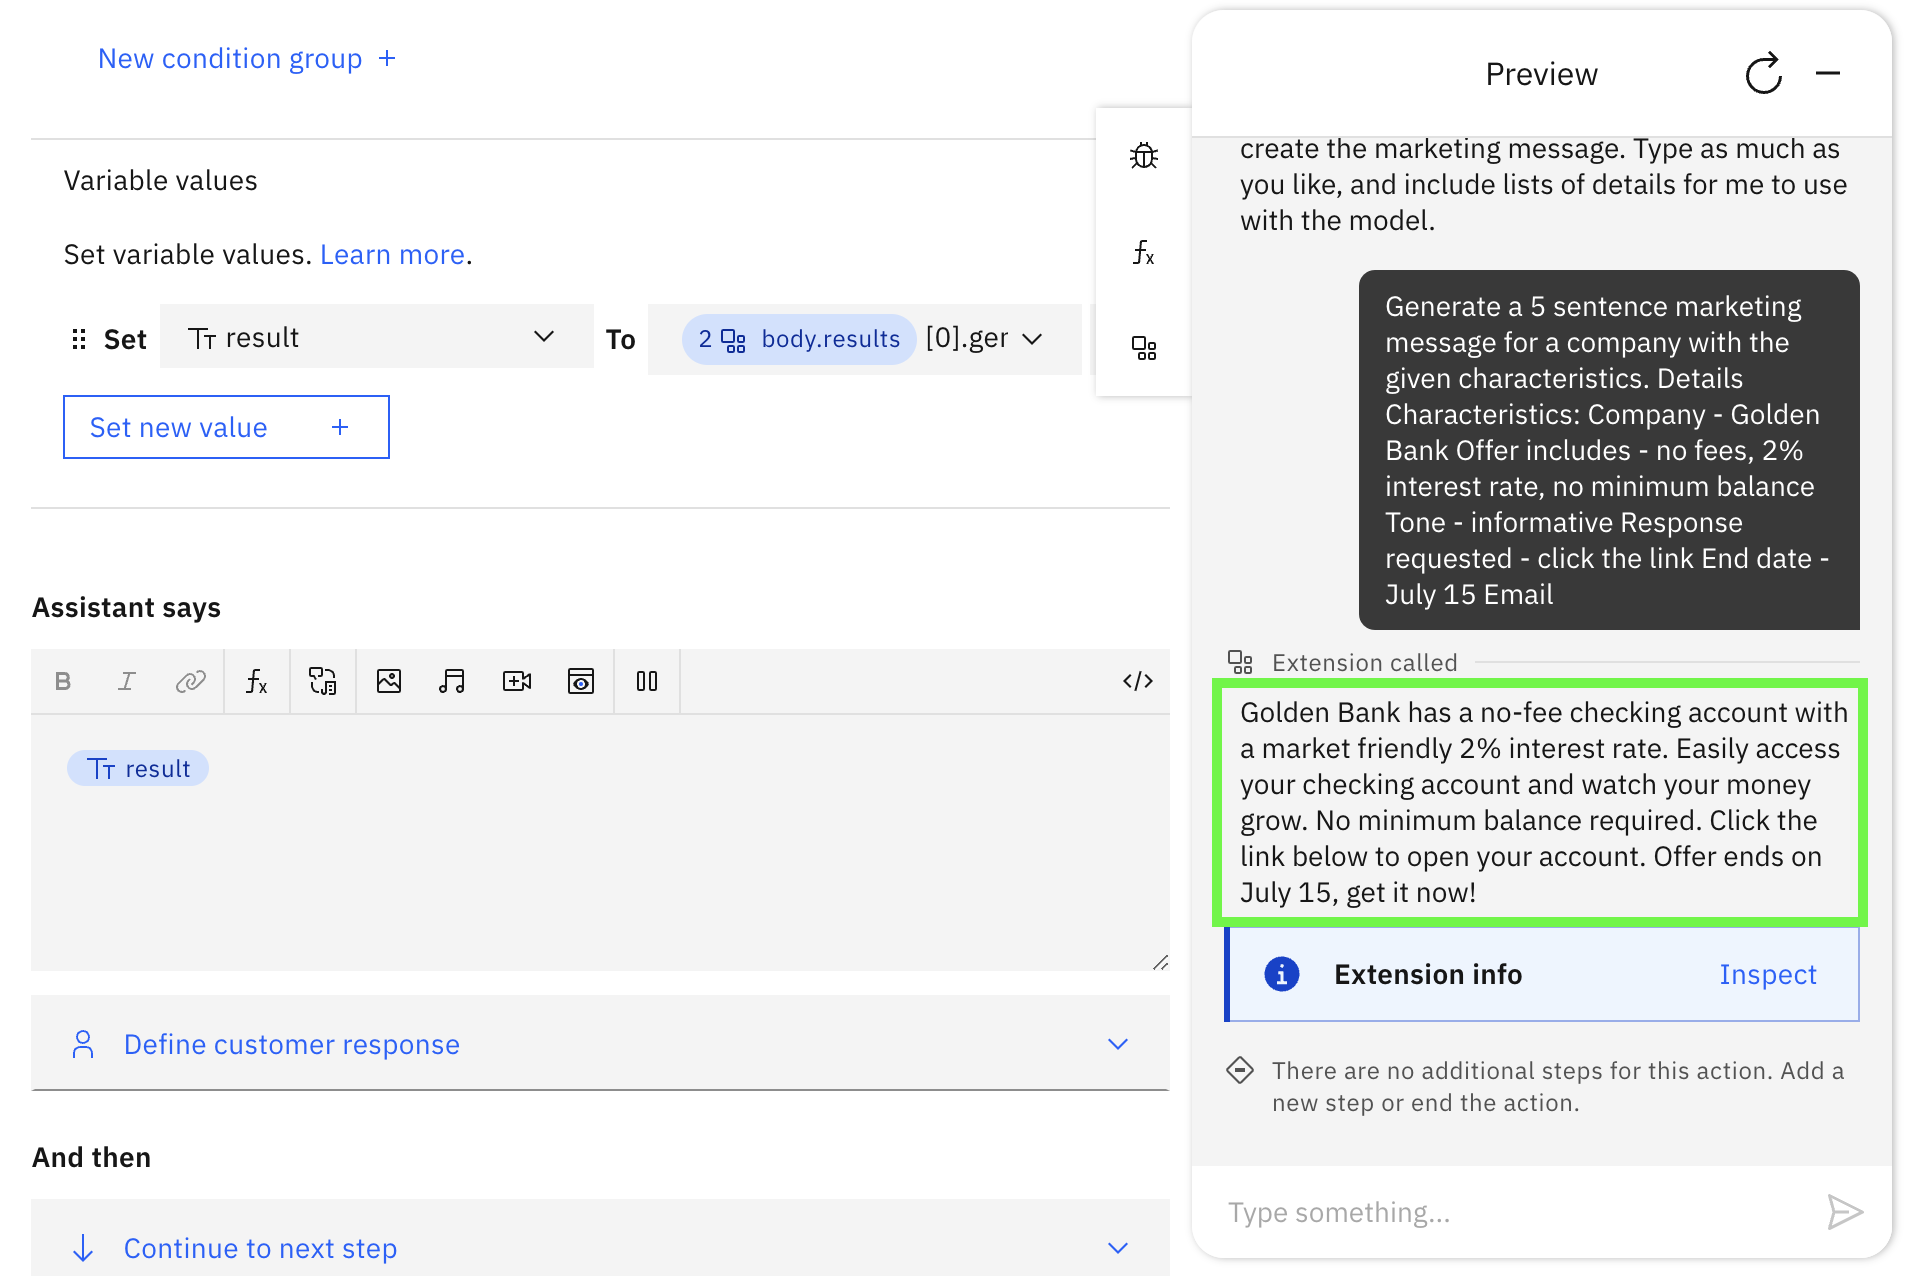 New condition group +
Variable values
Set variable values. Learn more.
Set
result
To
2 body.results [0].ger
Set new value +
Assistant says
B I fx </>
result
Define customer response
And then
Continue to next step
fx
Preview
create the marketing message. Type as much as
you like, and include lists of details for me to use
with the model.
Generate a 5 sentence marketing
message for a company with the
given characteristics. Details
Characteristics: Company - Golden
Bank Offer includes - no fees, 2%
interest rate, no minimum balance
Tone - informative Response
requested - click the link End date -
July 15 Email
Extension called
Golden Bank has a no-fee checking account with
a market friendly 2% interest rate. Easily access
your checking account and watch your money
grow. No minimum balance required. Click the
link below to open your account. Offer ends on
July 15, get it now!
Extension info
Inspect
There are no additional steps for this action. Add a
new step or end the action.
Type something...